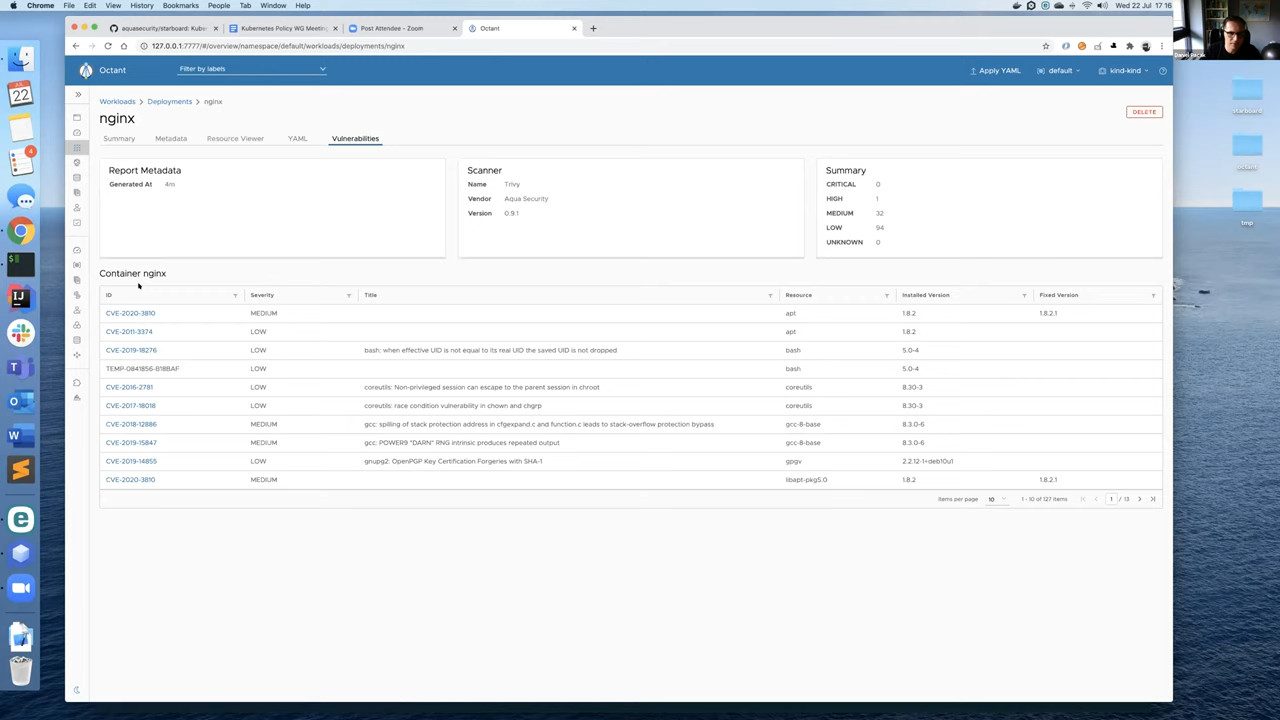 Chrome File Edit View History Bookmarks People Tab Window Help
Wed 22 Jul 17 16
aquasecurity/starboard: Kube
Kubernetes Policy WG Meeting
Post Attendee - Zoom
Octant
127.0.0.1:7777/#/overview/namespace/default/workloads/deployments/nginx
Octant
Filter by labels
Apply YAML
default
kind-kind
Workloads > Deployments > nginx
nginx
DELETE
Summary Metadata Resource Viewer YAML Vulnerabilities
Report Metadata
Generated At 4m
Scanner
Name Trivy
Vendor Aqua Security
Version 0.9.1
Summary
CRITICAL 0
HIGH 1
MEDIUM 32
LOW 94
UNKNOWN 0
Container nginx
ID Severity Title Resource Installed Version Fixed Version
CVE-2020-3810 MEDIUM apt 1.8.2 1.8.2.1
CVE-2011-3374 LOW apt 1.8.2
CVE-2019-18276 LOW bash: when effective UID is not equal to its real UID the saved UID is not dropped bash 5.0-4
TEMP-0841856-B18BAF LOW bash 5.0-4
CVE-2016-2781 LOW coreutils: Non-privileged session can escape to the parent session in chroot coreutils 8.30-3
CVE-2017-18018 LOW coreutils: race condition vulnerability in chown and chgrp coreutils 8.30-3
CVE-2018-12886 MEDIUM gcc: spilling of stack protection address in cfgexpand.c and function.c leads to stack-overflow protection bypass gcc-8-base 8.3.0-6
CVE-2019-15847 MEDIUM gcc: POWER9 "DARN" RNG intrinsic produces repeated output gcc-8-base 8.3.0-6
CVE-2019-14855 LOW gnupg2: OpenPGP Key Certification Forgeries with SHA-1 gpgv 2.2.12-1+deb10u1
CVE-2020-3810 MEDIUM libapt-pkg5.0 1.8.2 1.8.2.1
Items per page 10 1 - 10 of 127 items 1 / 13
22
4
starboard
octant
tmp